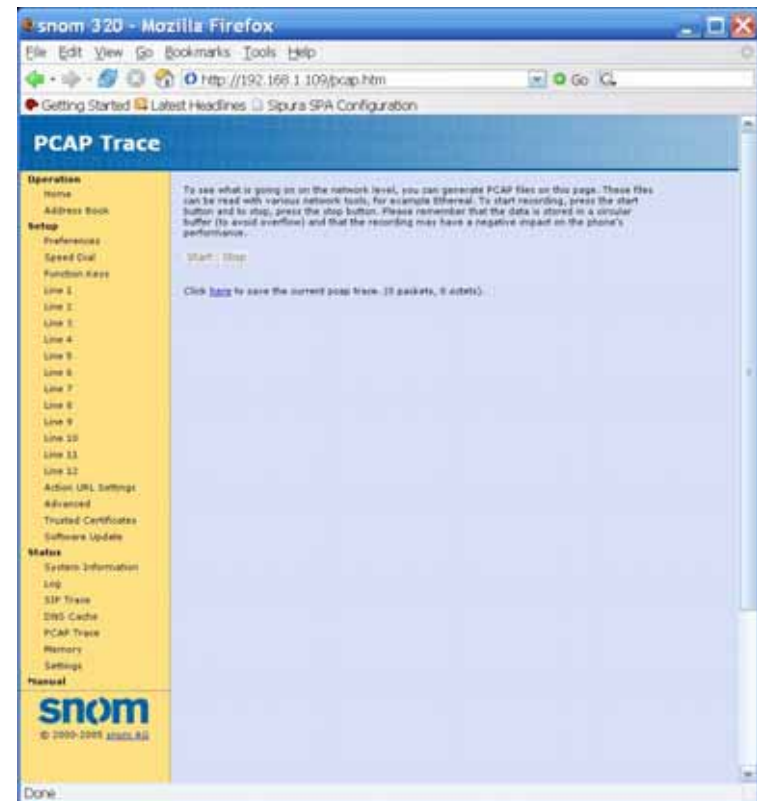 snom 320 - Mozilla Firefox
File Edit View Go Bookmarks Tools Help
http://192.168.1.109/pcap.htm Go
Getting Started Latest Headlines Sipura SPA Configuration
PCAP Trace
Operation
Home
Address Book
Setup
Preferences
Speed Dial
Function Keys
Line 1
Line 2
Line 3
Line 4
Line 5
Line 6
Line 7
Line 8
Line 9
Line 10
Line 11
Line 12
Action URL Settings
Advanced
Trusted Certificates
Software Update
Status
System Information
Log
SIP Trace
DNS Cache
PCAP Trace
Memory
Settings
Manual
snom
© 2000-2005 snom AG
To see what is going on on the network level, you can generate PCAP files on this page. These files
can be read with various network tools, for example Ethereal. To start recording, press the start
button and to stop, press the stop button. Please remember that the data is stored in a circular
buffer (to avoid overflow) and that the recording may have a negative impact on the phone's
performance.
Start Stop
Click here to save the current pcap trace. (0 packets, 0 octets).
Done